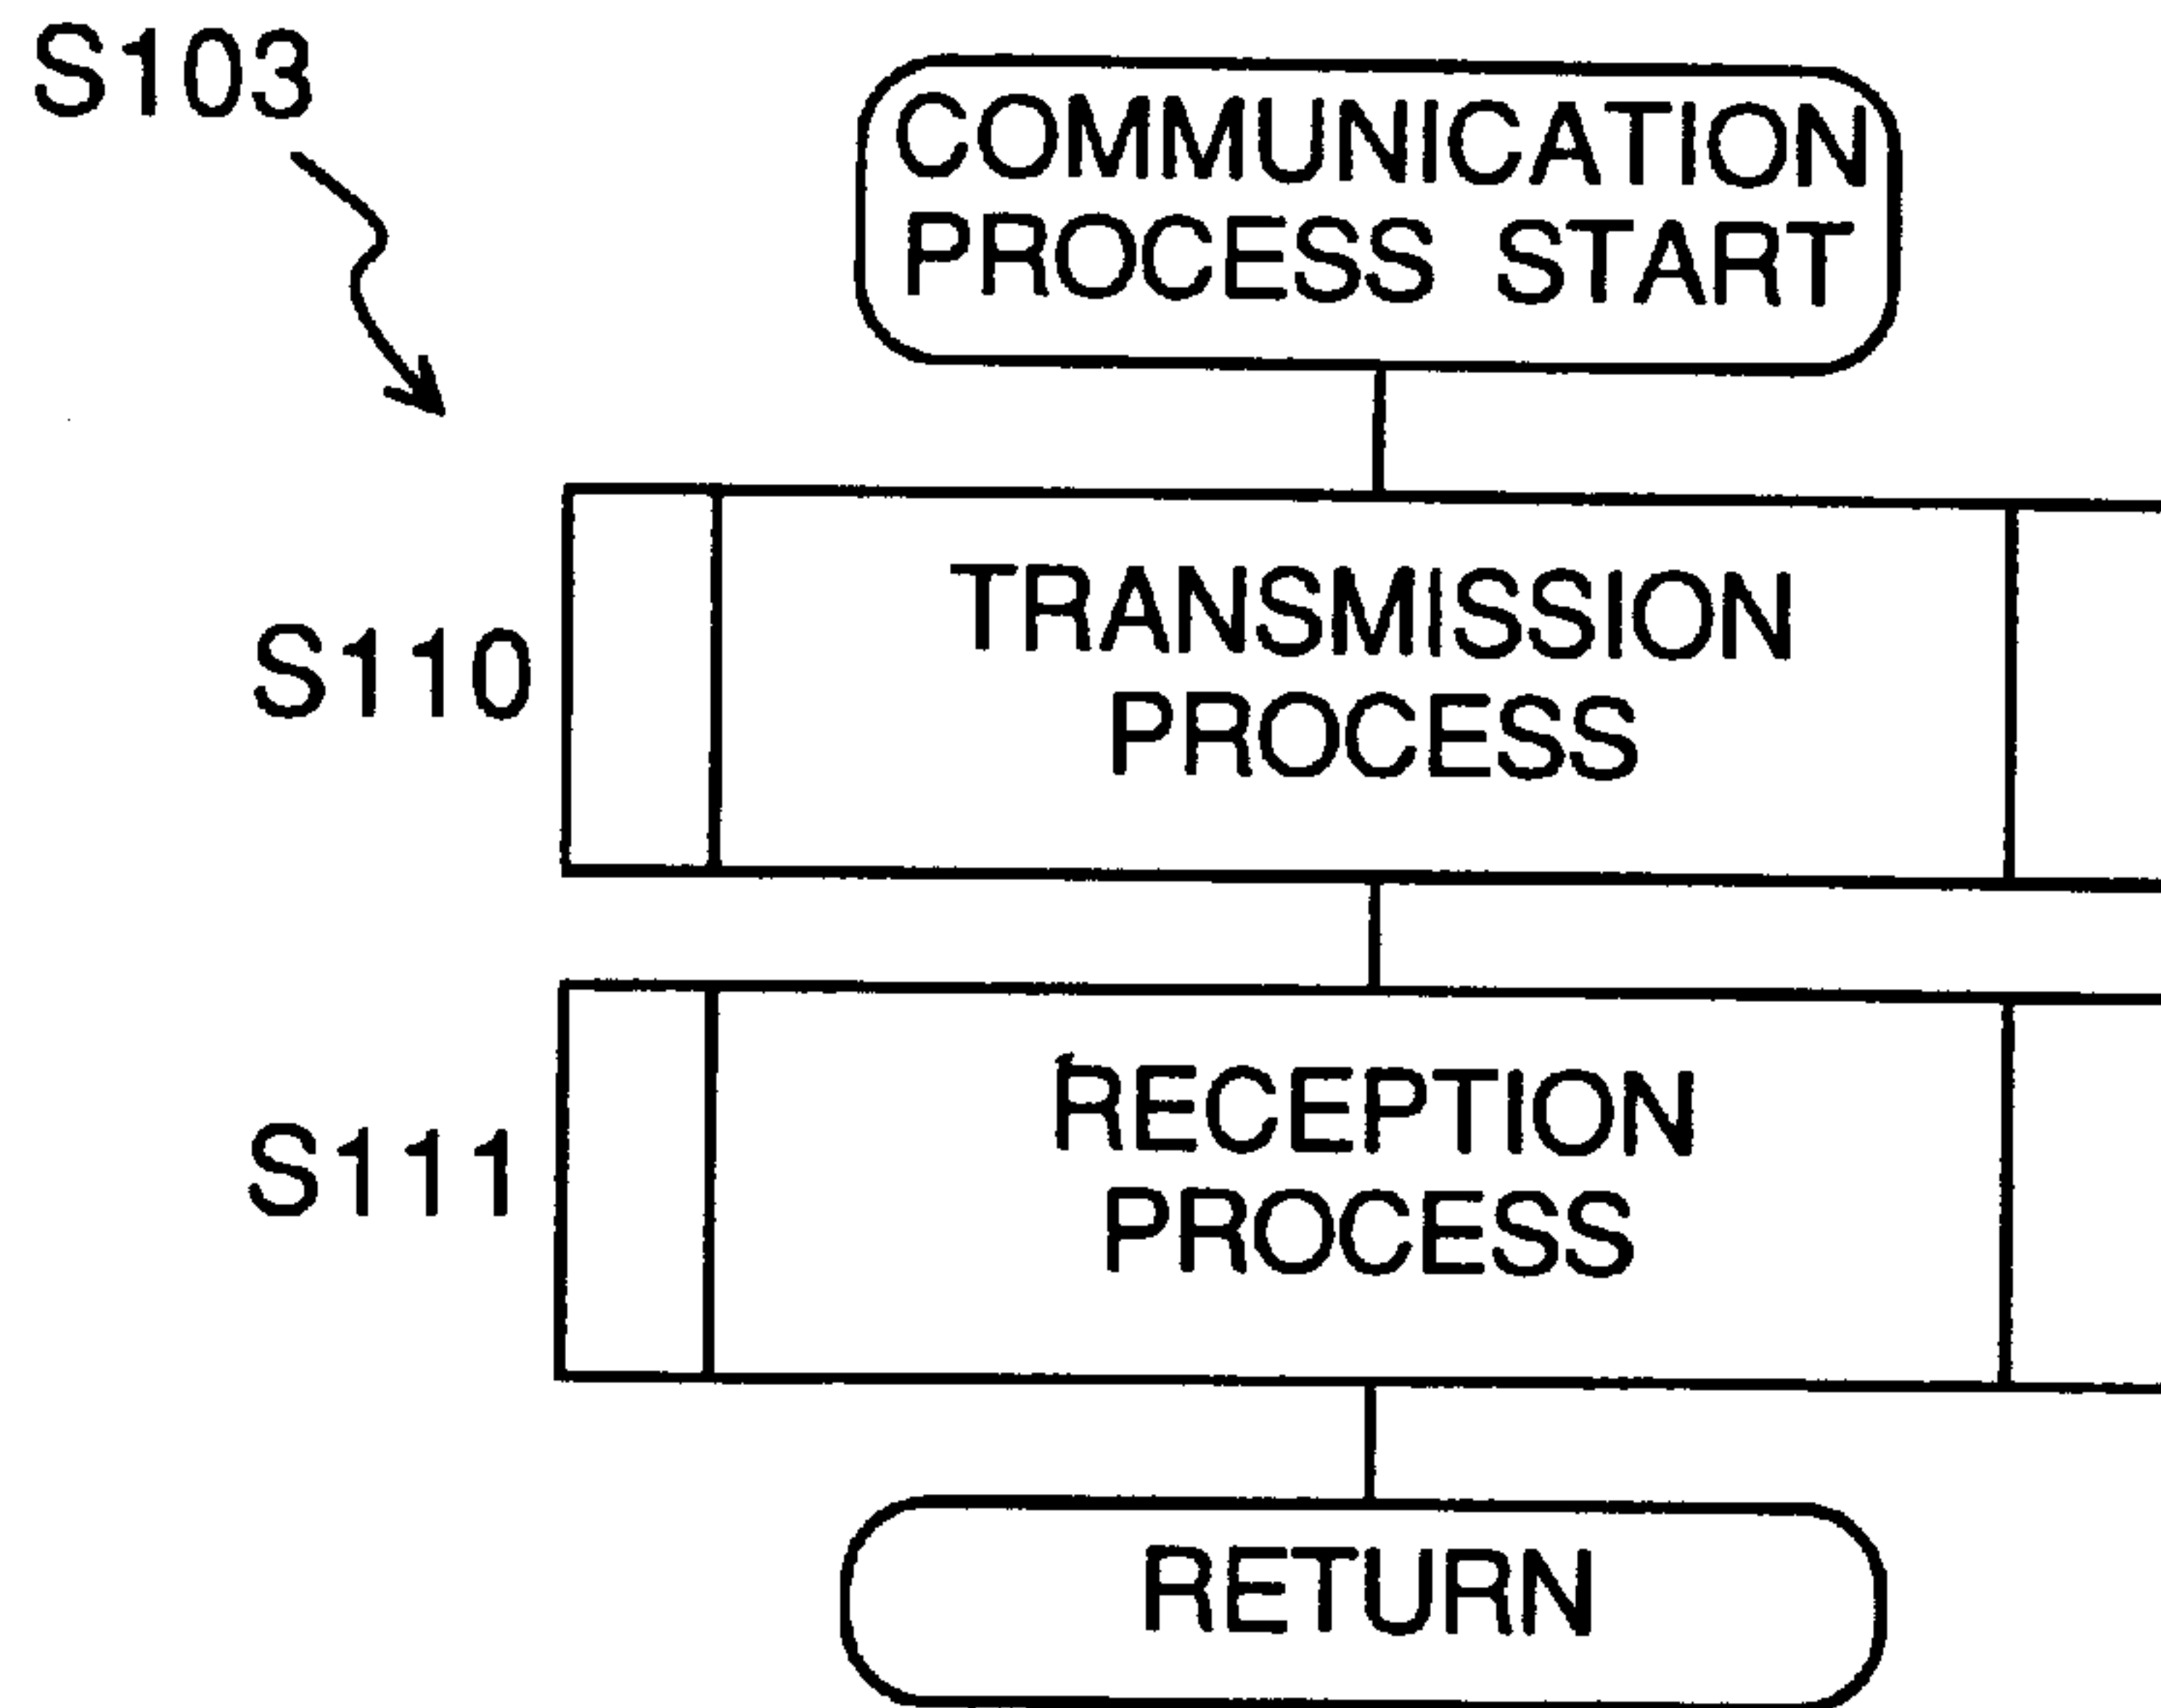 S103
COMMUNICATION
PROCESS START
S110
TRANSMISSION
PROCESS
S111
RECEPTION
PROCESS
RETURN